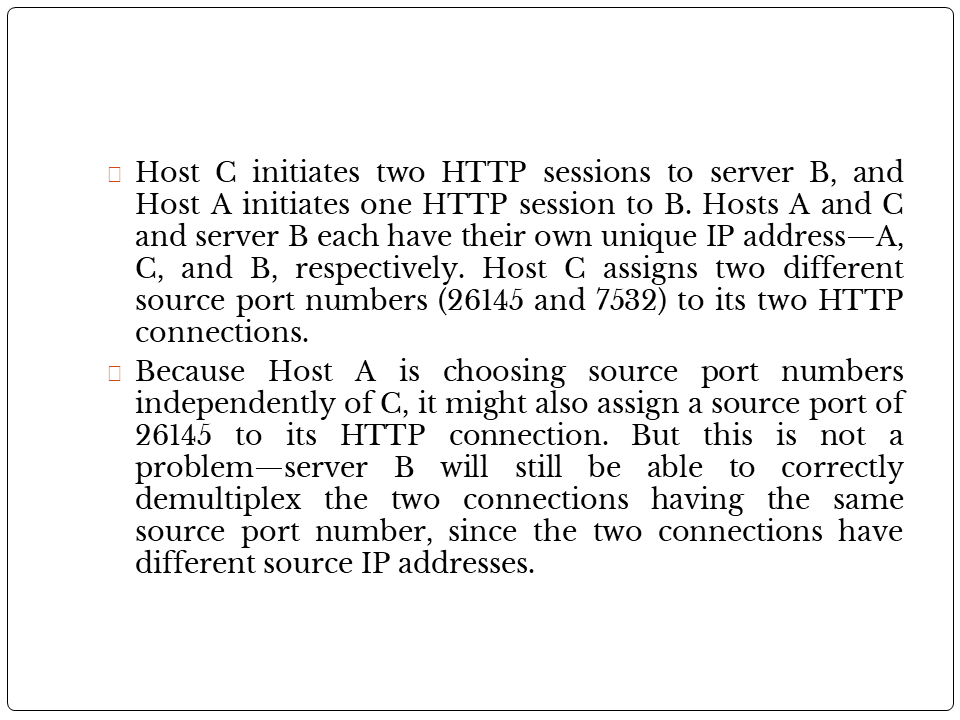 Host C initiates two HTTP sessions to server B, and
Host A initiates one HTTP session to B. Hosts A and C
and server B each have their own unique IP address—A,
C, and B, respectively. Host C assigns two different
source port numbers (26145 and 7532) to its two HTTP
connections.
Because Host A is choosing source port numbers
independently of C, it might also assign a source port of
26145 to its HTTP connection. But this is not a
problem—server B will still be able to correctly
demultiplex the two connections having the same
source port number, since the two connections have
different source IP addresses.